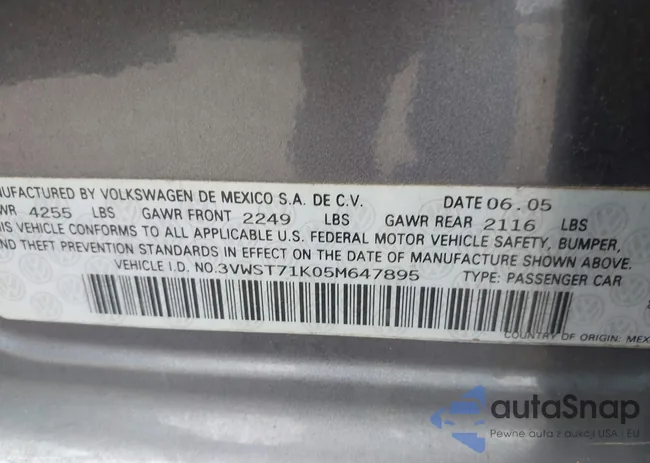 NUFACTURED BY VOLKSWAGEN DE MEXICO S.A. DE C.V. DATE 06.05
WR 4255 LBS GAWR FRONT 2249 LBS GAWR REAR 2116 LBS
IS VEHICLE CONFORMS TO ALL APPLICABLE U.S. FEDERAL MOTOR VEHICLE SAFETY, BUMPER,
ND THEFT PREVENTION STANDARDS IN EFFECT ON THE DATE OF MANUFACTURE SHOWN ABOVE.
VEHICLE I.D. NO. 3VWST71K05M647895 TYPE: PASSENGER CAR
COUNTRY OF ORIGIN: MEX
autaSnap
Pewne auta z aukcji USA - EU